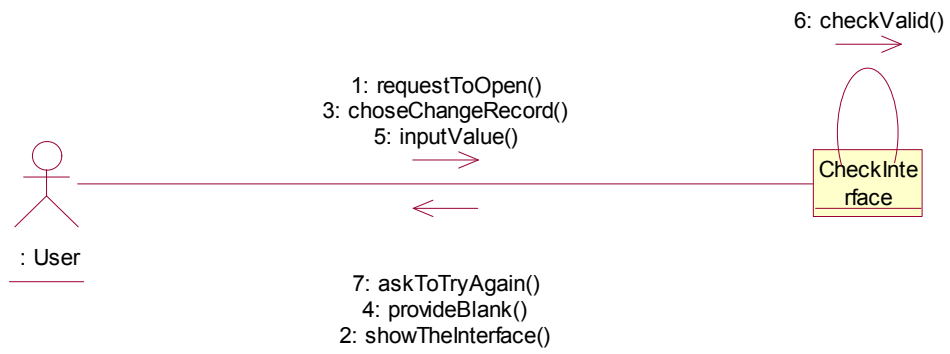 6: checkValid()
1: requestToOpen()
3: choseChangeRecord()
5: inputValue()
CheckInte
rface
: User
7: askToTryAgain()
4: provideBlank()
2: showTheInterface()